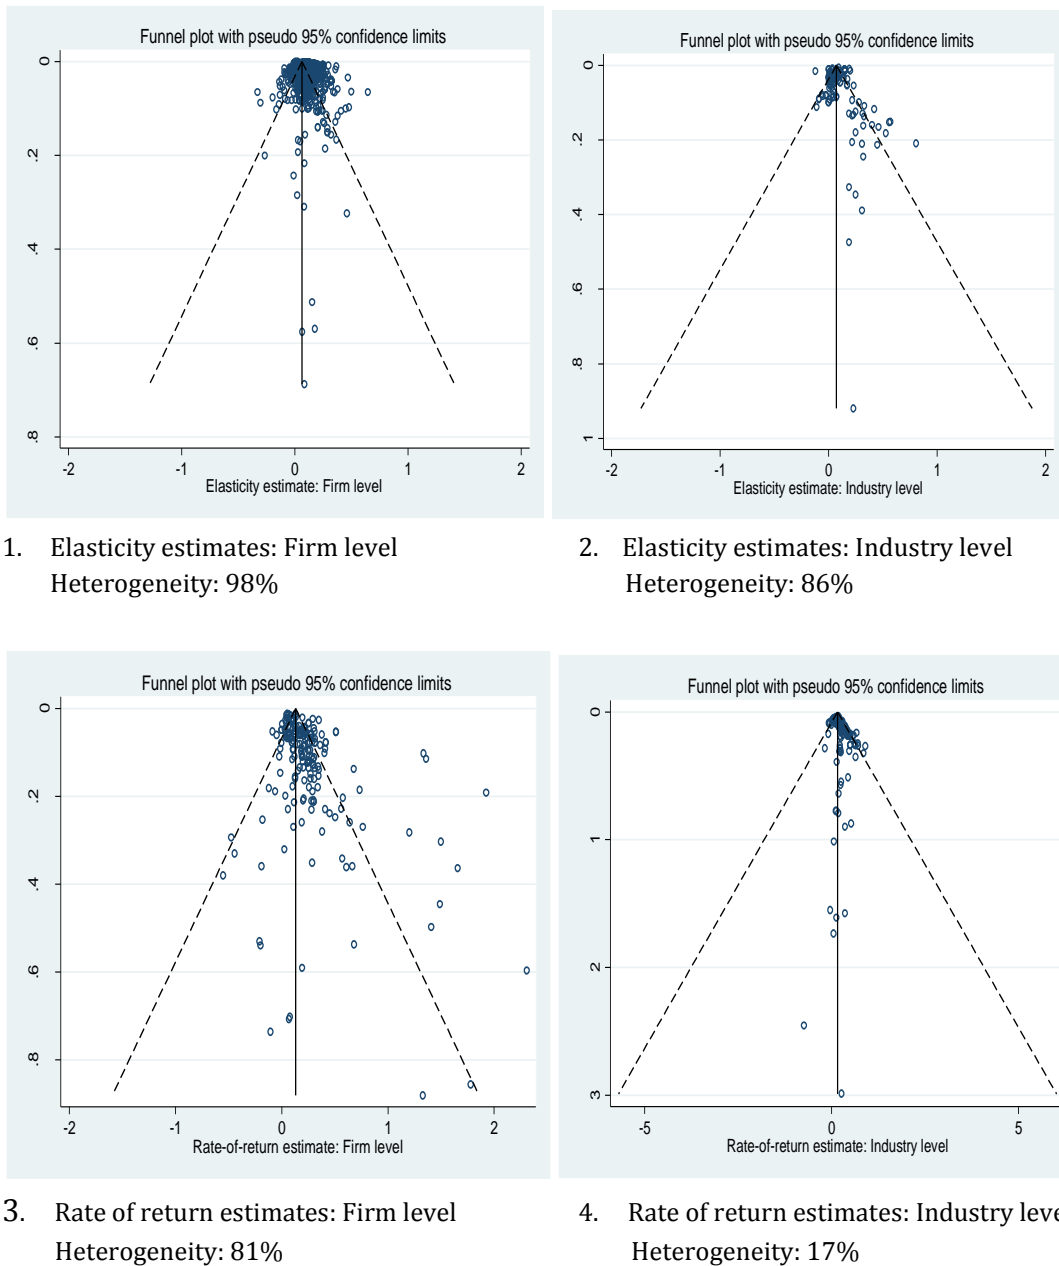 Funnel plot with pseudo 95% confidence limits
0
.2
.4
.6
.8
-2 -1 0 1 2
Elasticity estimate: Firm level
Funnel plot with pseudo 95% confidence limits
0
.2
.4
.6
.8
1
-2 -1 0 1 2
Elasticity estimate: Industry level
1. Elasticity estimates: Firm level
Heterogeneity: 98%
2. Elasticity estimates: Industry level
Heterogeneity: 86%
Funnel plot with pseudo 95% confidence limits
0
.2
.4
.6
.8
-2 -1 0 1 2
Rate-of-return estimate: Firm level
Funnel plot with pseudo 95% confidence limits
0
1
2
3
-5 0 5
Rate-of-return estimate: Industry level
3. Rate of return estimates: Firm level
Heterogeneity: 81%
4. Rate of return estimates: Industry leve
Heterogeneity: 17%